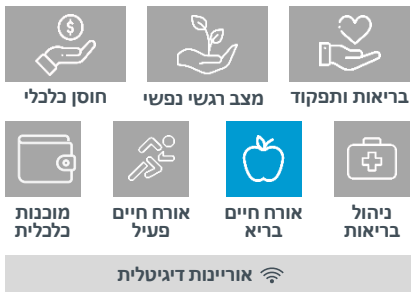 בריאות ותפקוד
מצב רגשי נפשי
חוסן כלכלי
ניהול
בריאות
אורח חיים
בריא
אורח חיים
פעיל
מוכנות
כלכלית
אוריינות דיגיטלית